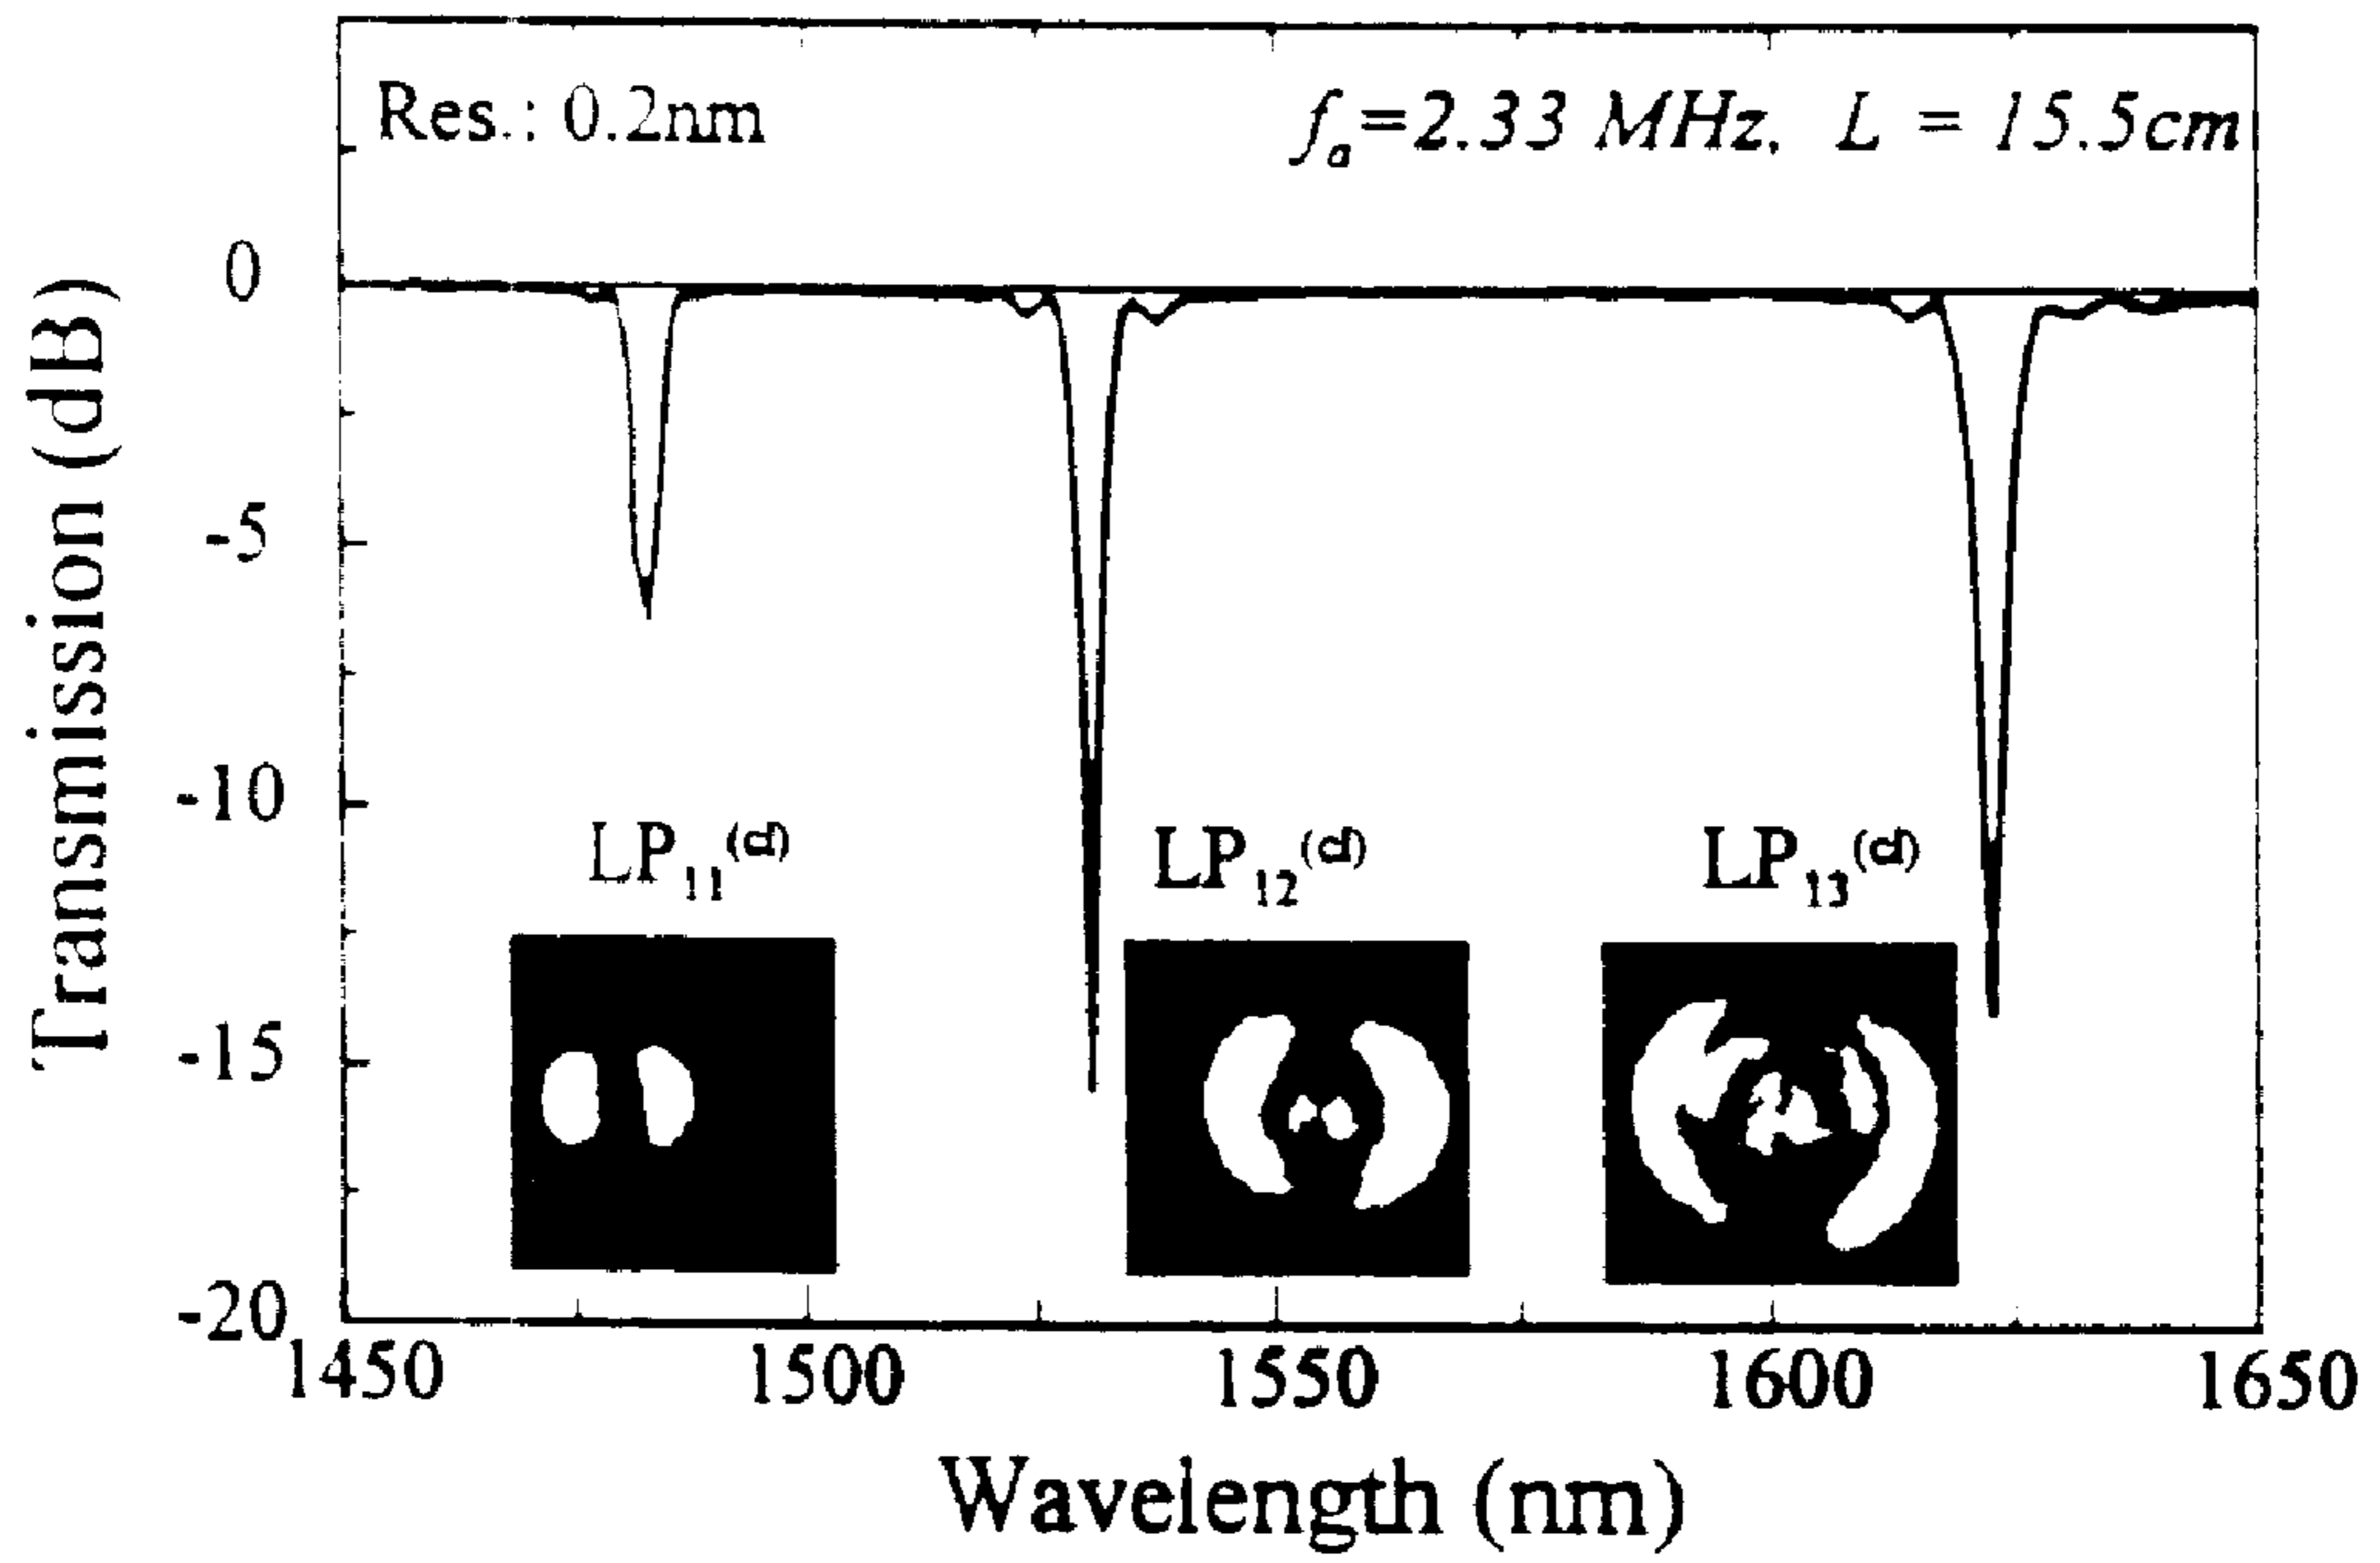 Res.: 0.2nm
fₐ=2.33 MHz, L = 15.5cm
Transmission (dB)
0
-5
-10
-15
-20
LP₁₁⁽ᶜˡ⁾ LP₁₂⁽ᶜˡ⁾ LP₁₃⁽ᶜˡ⁾
1450 1500 1550 1600 1650
Wavelength (nm)